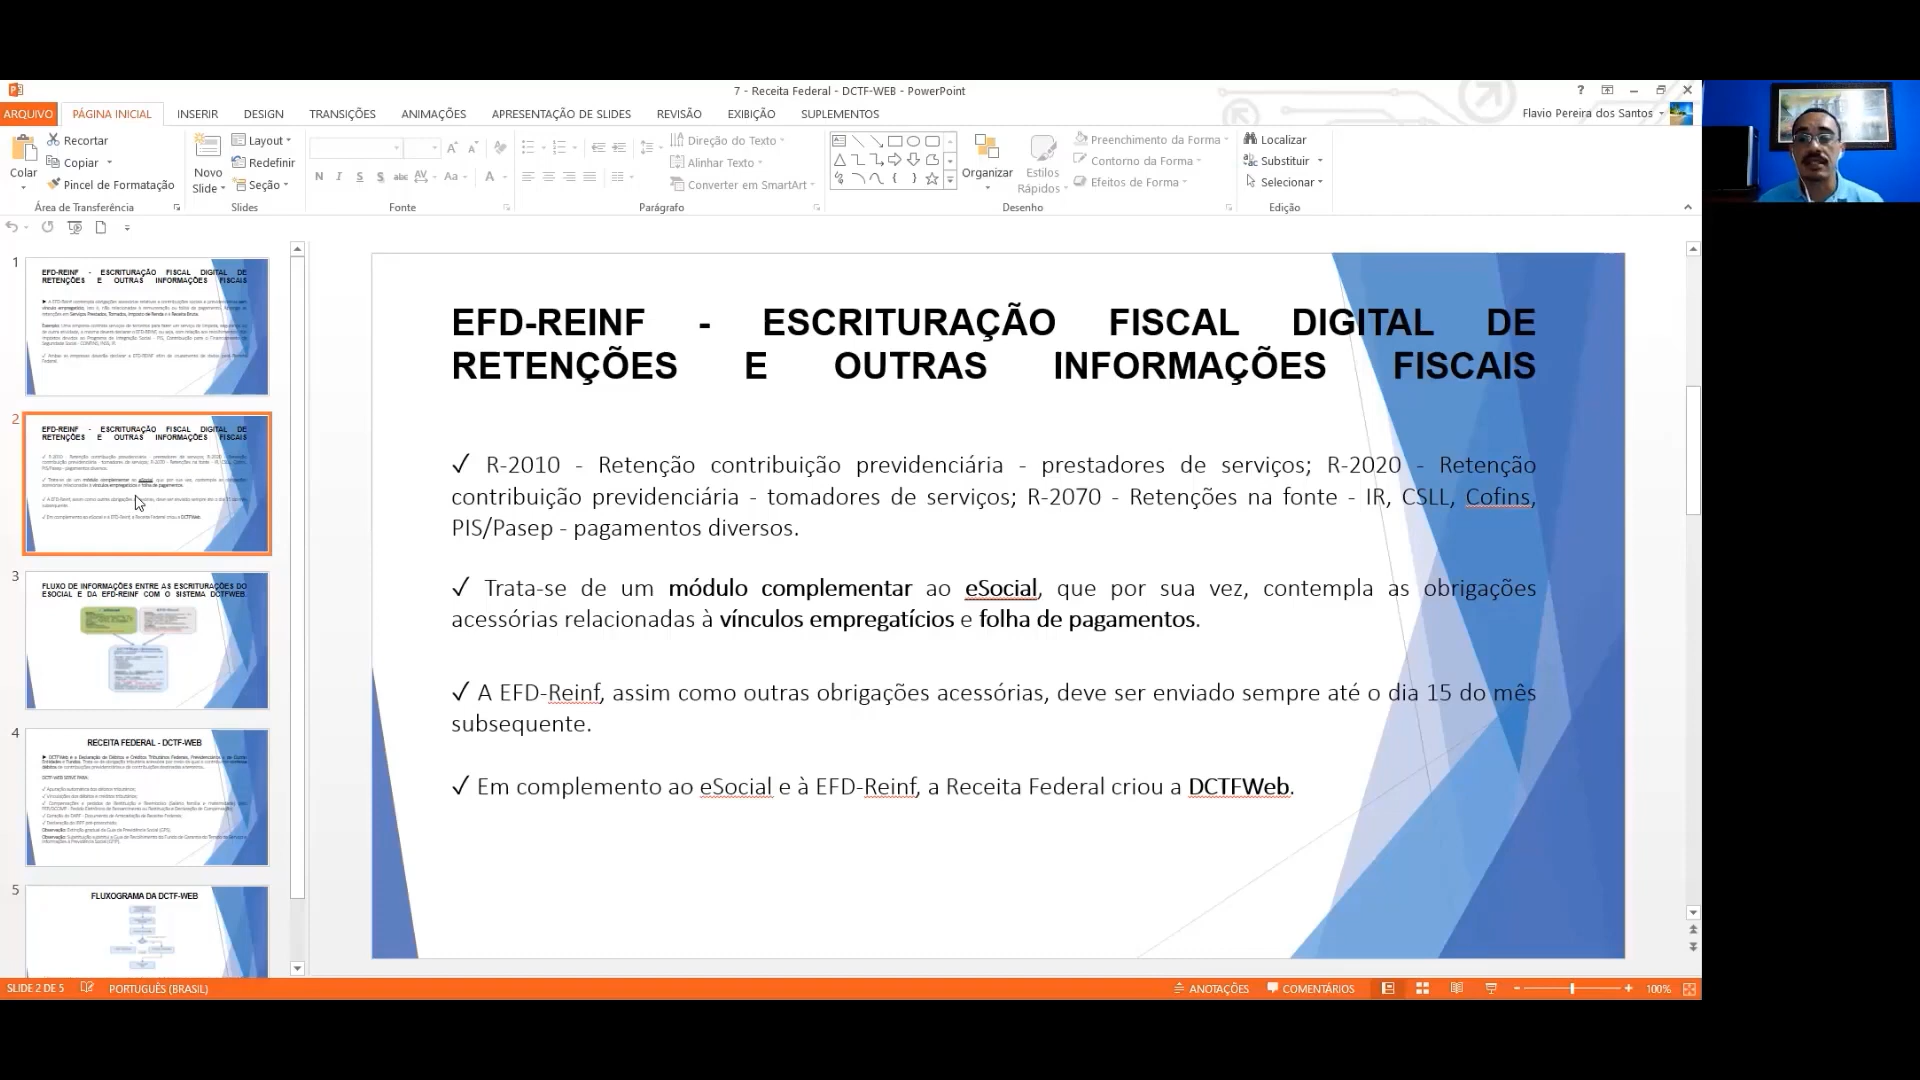 7 - Receita Federal - DCTF-WEB - PowerPoint
ARQUIVO PÁGINA INICIAL INSERIR DESIGN TRANSIÇÕES ANIMAÇÕES APRESENTAÇÃO DE SLIDES REVISÃO EXIBIÇÃO SUPLEMENTOS Flavio Pereira dos Santos
Colar
Recortar
Copiar
Pincel de Formatação
Área de Transferência
Novo
Slide
Layout
Redefinir
Seção
Slides
N I S S abc AV Aa A
Fonte
Direção do Texto
Alinhar Texto
Converter em SmartArt
Parágrafo
Organizar
Estilos
Rápidos
Preenchimento da Forma
Contorno da Forma
Efeitos de Forma
Desenho
Localizar
Substituir
Selecionar
Edição
1
EFD-REINF - ESCRITURAÇÃO FISCAL DIGITAL DE
RETENÇÕES E OUTRAS INFORMAÇÕES FISCAIS
2
EFD-REINF - ESCRITURAÇÃO FISCAL DIGITAL DE
RETENÇÕES E OUTRAS INFORMAÇÕES FISCAIS
3
FLUXO DE INFORMAÇÕES ENTRE AS ESCRITURAÇÕES DO
ESOCIAL E DA EFD-REINF COM O SISTEMA DCTFWEB.
4
RECEITA FEDERAL - DCTF-WEB
5
FLUXOGRAMA DA DCTF-WEB
EFD-REINF - ESCRITURAÇÃO FISCAL DIGITAL DE
RETENÇÕES E OUTRAS INFORMAÇÕES FISCAIS
✓ R-2010 - Retenção contribuição previdenciária - prestadores de serviços; R-2020 - Retenção
contribuição previdenciária - tomadores de serviços; R-2070 - Retenções na fonte - IR, CSLL, Cofins,
PIS/Pasep - pagamentos diversos.
✓ Trata-se de um módulo complementar ao eSocial, que por sua vez, contempla as obrigações
acessórias relacionadas à vínculos empregatícios e folha de pagamentos.
✓ A EFD-Reinf, assim como outras obrigações acessórias, deve ser enviado sempre até o dia 15 do mês
subsequente.
✓ Em complemento ao eSocial e à EFD-Reinf, a Receita Federal criou a DCTFWeb.
SLIDE 2 DE 5 PORTUGUÊS (BRASIL) ANOTAÇÕES COMENTÁRIOS 100%